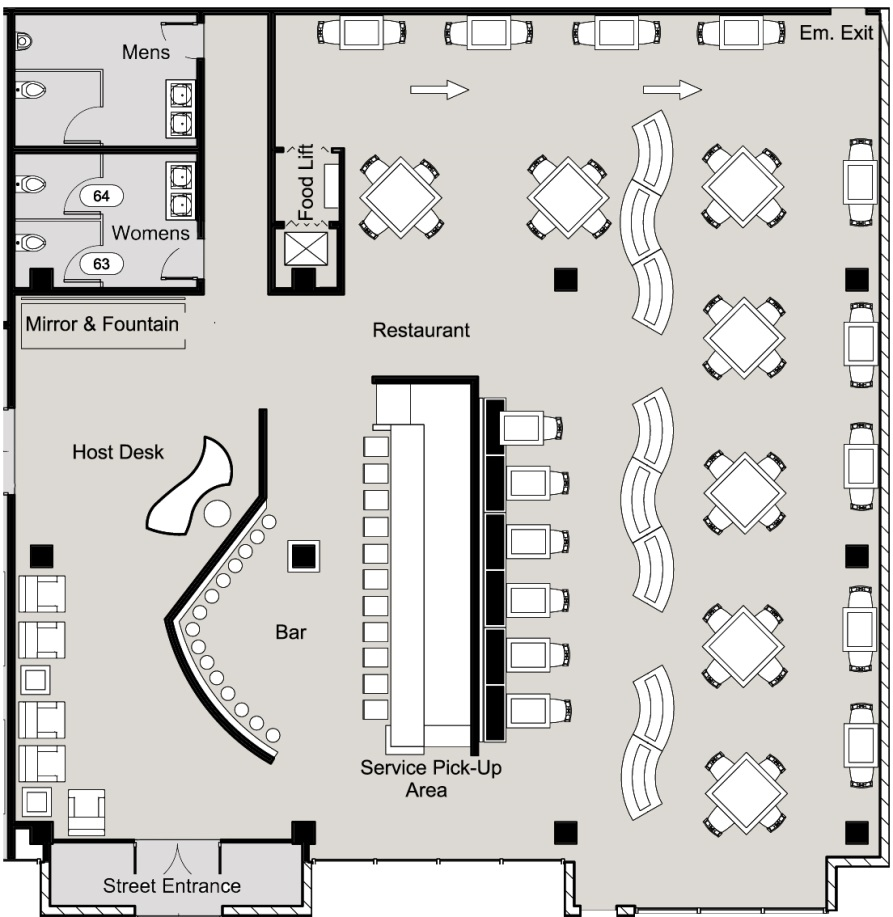 Em. Exit
Mens
Food Lift
64
Womens
63
Mirror & Fountain
Restaurant
Host Desk
Bar
Service Pick-Up
Area
Street Entrance